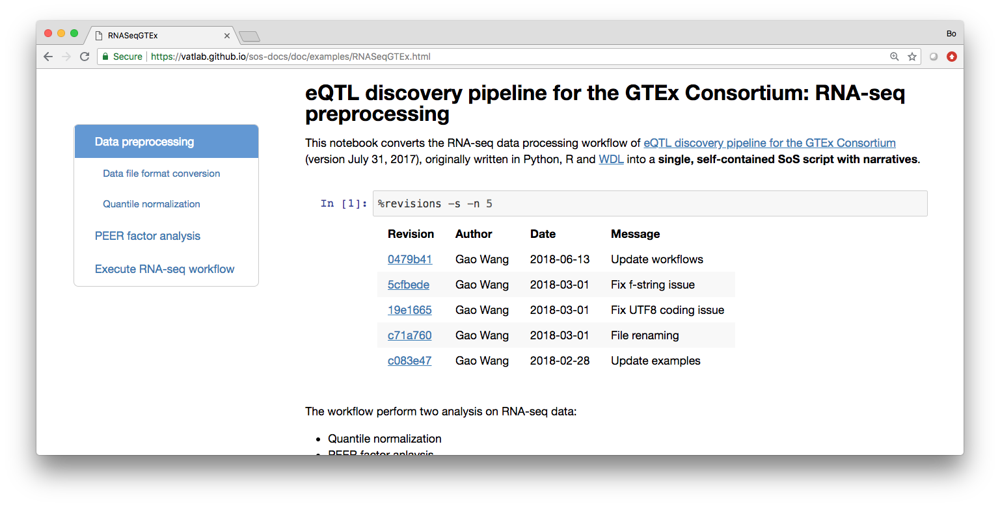 RNASeqGTEx
Bo
Secure https://vatlab.github.io/sos-docs/doc/examples/RNASeqGTEx.html
Data preprocessing
Data file format conversion
Quantile normalization
PEER factor analysis
Execute RNA-seq workflow
eQTL discovery pipeline for the GTEx Consortium: RNA-seq
preprocessing
This notebook converts the RNA-seq data processing workflow of eQTL discovery pipeline for the GTEx Consortium
(version July 31, 2017), originally written in Python, R and WDL into a single, self-contained SoS script with narratives.
In [1]: %revisions -s -n 5
Revision Author Date Message
0479b41 Gao Wang 2018-06-13 Update workflows
5cfbede Gao Wang 2018-03-01 Fix f-string issue
19e1665 Gao Wang 2018-03-01 Fix UTF8 coding issue
c71a760 Gao Wang 2018-03-01 File renaming
c083e47 Gao Wang 2018-02-28 Update examples
The workflow perform two analysis on RNA-seq data:
• Quantile normalization
• PEER factor anlaysis